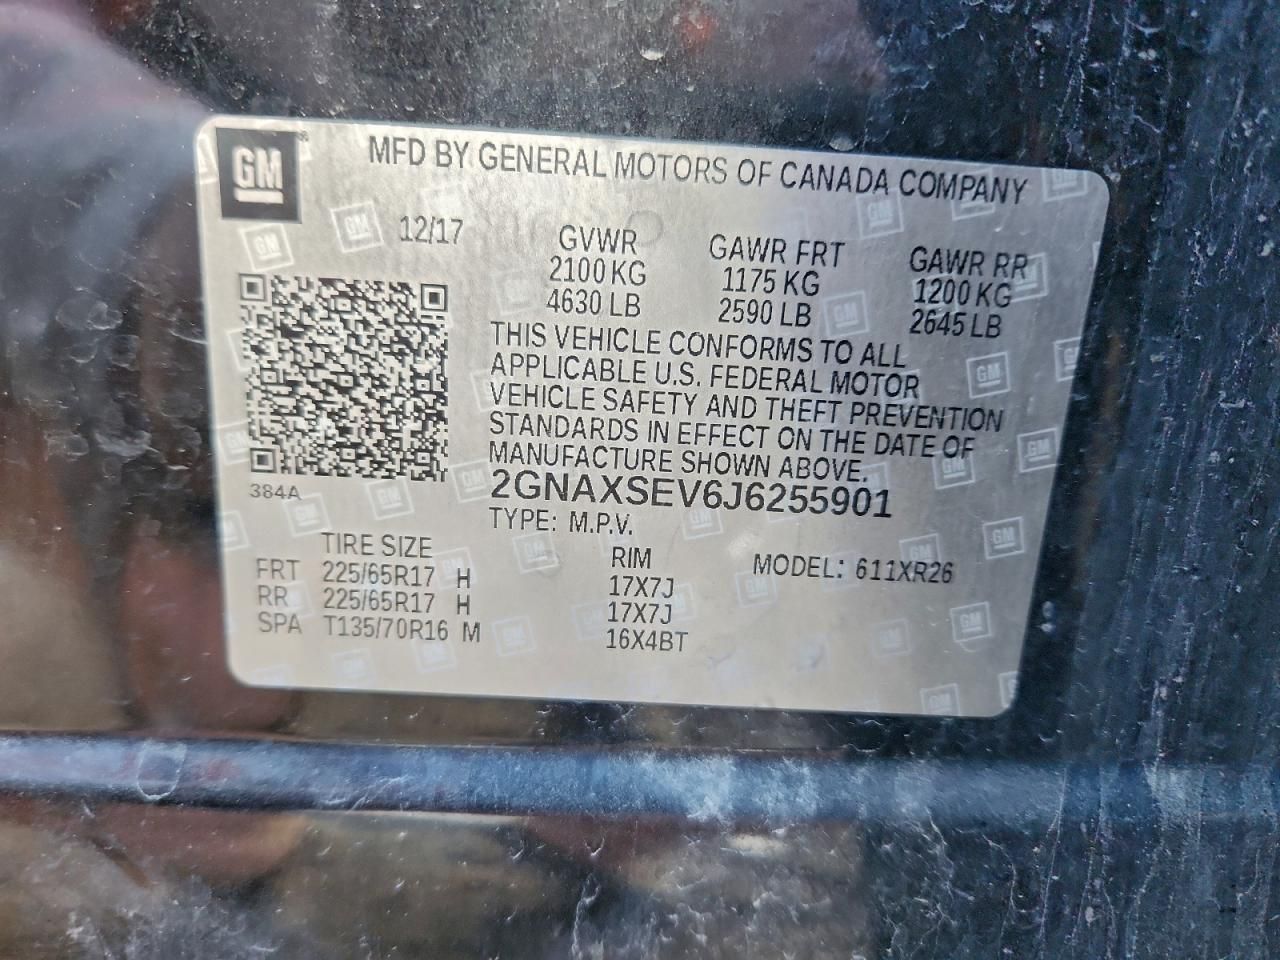 GM
MFD BY GENERAL MOTORS OF CANADA COMPANY
12/17
GVWR
2100 KG
4630 LB
GAWR FRT
1175 KG
2590 LB
GAWR RR
1200 KG
2645 LB
THIS VEHICLE CONFORMS TO ALL
APPLICABLE U.S. FEDERAL MOTOR
VEHICLE SAFETY AND THEFT PREVENTION
STANDARDS IN EFFECT ON THE DATE OF
MANUFACTURE SHOWN ABOVE.
384A
2GNAXSEV6J6255901
TYPE: M.P.V.
MODEL: 611XR26
TIRE SIZE RIM
FRT 225/65R17 H 17X7J
RR 225/65R17 H 17X7J
SPA T135/70R16 M 16X4BT